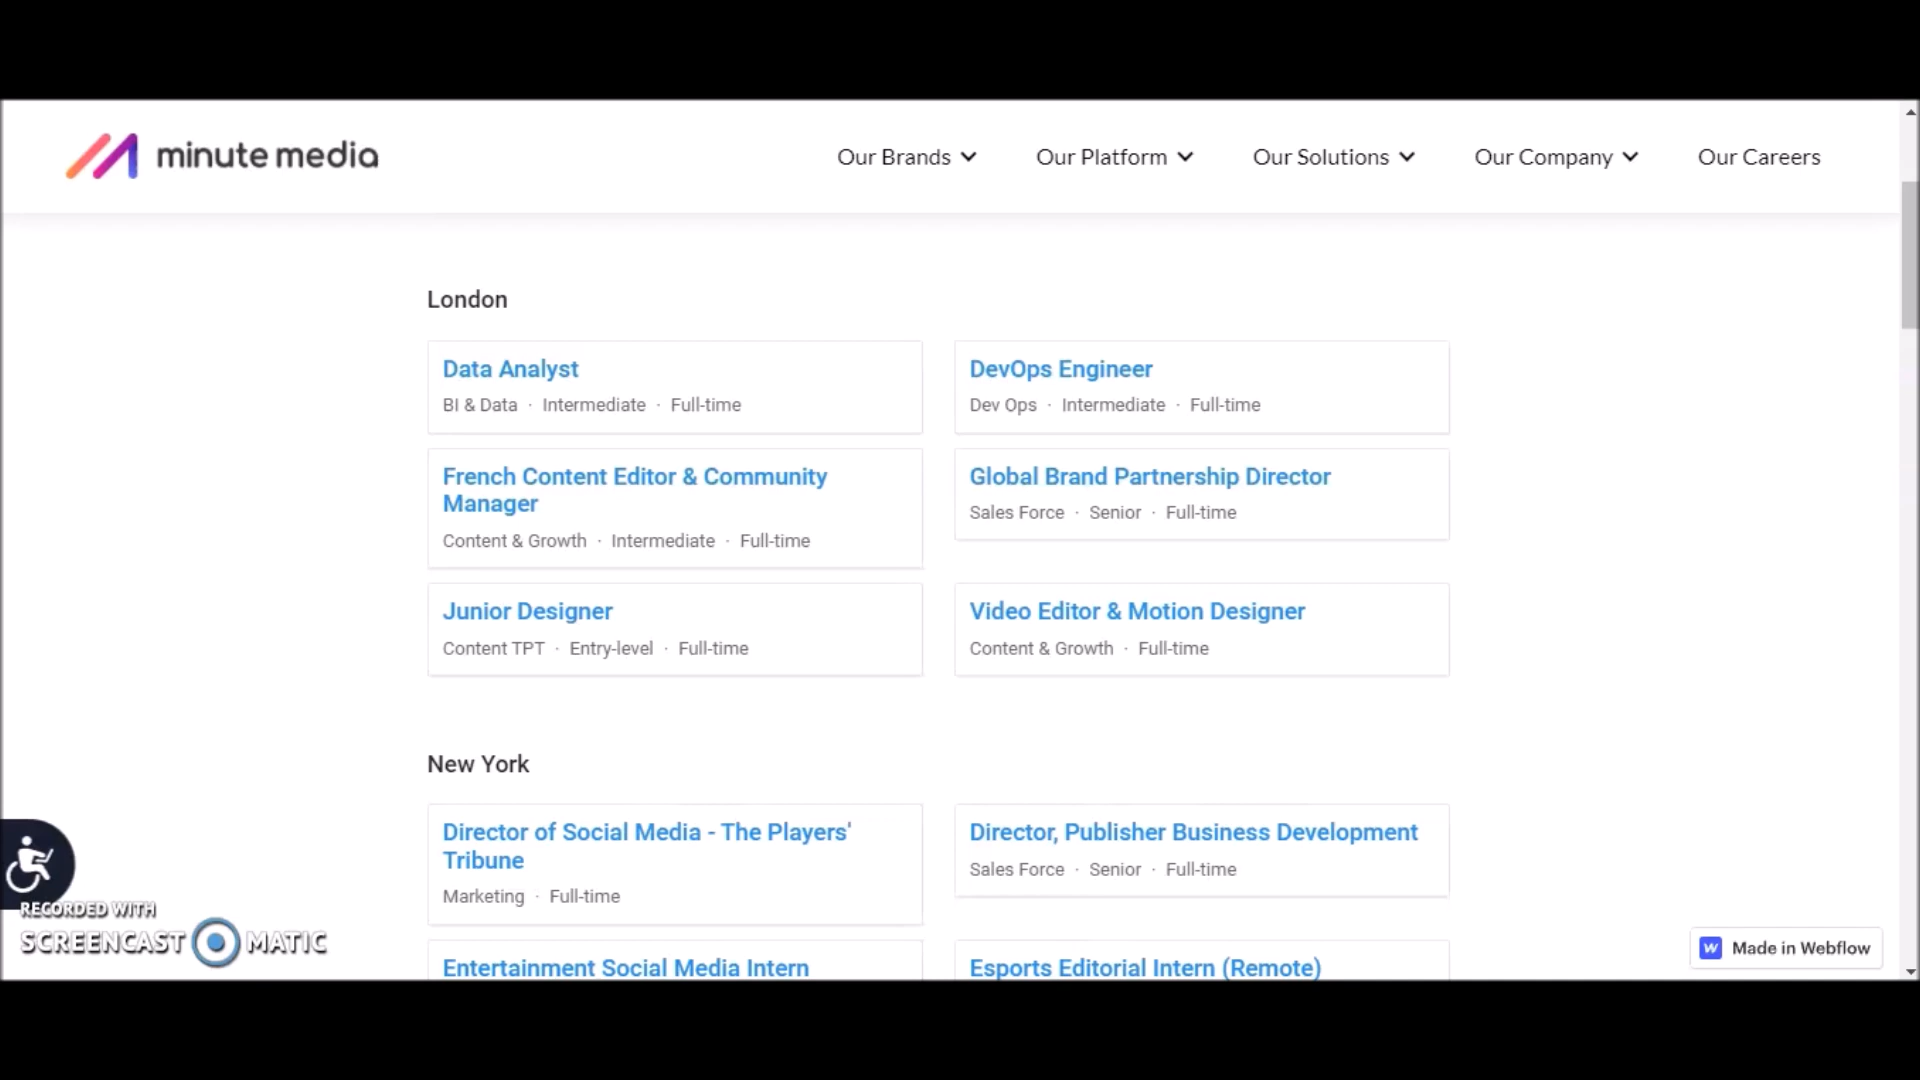 minute media
Our Brands
Our Platform
Our Solutions
Our Company
Our Careers
London
Data Analyst
BI & Data · Intermediate · Full-time
DevOps Engineer
Dev Ops · Intermediate · Full-time
French Content Editor & Community
Manager
Content & Growth · Intermediate · Full-time
Global Brand Partnership Director
Sales Force · Senior · Full-time
Junior Designer
Content TPT · Entry-level · Full-time
Video Editor & Motion Designer
Content & Growth · Full-time
New York
Director of Social Media - The Players'
Tribune
Marketing · Full-time
Director, Publisher Business Development
Sales Force · Senior · Full-time
Entertainment Social Media Intern
Esports Editorial Intern (Remote)
RECORDED WITH
SCREENCAST MATIC
W Made in Webflow